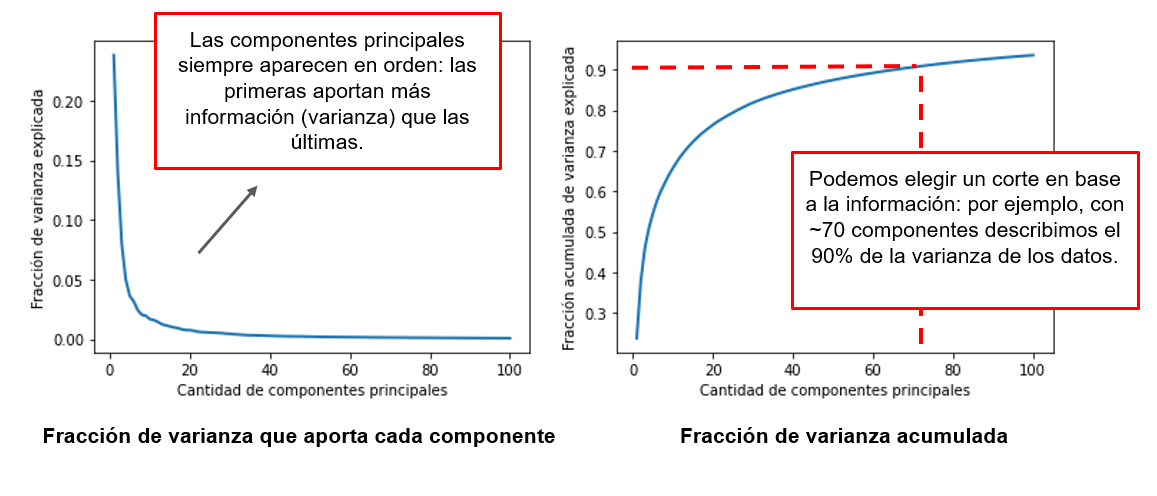 Las componentes principales
siempre aparecen en orden: las
primeras aportan más
información (varianza) que las
últimas.
Fracción de varianza explicada
0.20
0.15
0.10
0.05
0.00
0
20
40
60
80
100
Cantidad de componentes principales
Fracción de varianza que aporta cada componente
Fracción acumulada de varianza explicada
0.9
0.8
0.7
0.6
0.5
0.4
0.3
Podemos elegir un corte en base
a la información: por ejemplo, con
~70 componentes describimos el
90% de la varianza de los datos.
0
20
40
60
80
100
Cantidad de componentes principales
Fracción de varianza acumulada